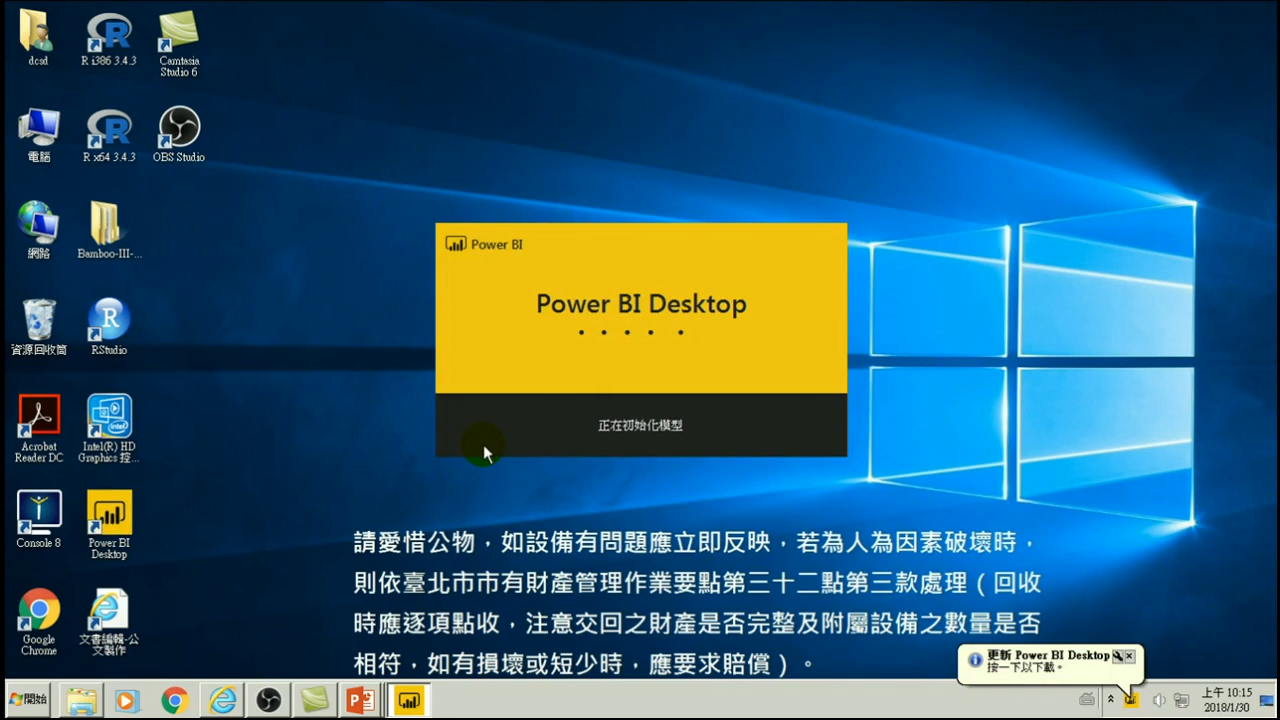 dcsd
R i386 3.4.3
Camtasia
Studio 6
電腦
R x64 3.4.3
OBS Studio
網路
Bamboo-III-...
資源回收筒
RStudio
Acrobat
Reader DC
Intel(R) HD
Graphics 控...
Console 8
Power BI
Desktop
Google
Chrome
文書編輯-公
文製作
Power BI
Power BI Desktop
正在初始化模型
請愛惜公物，如設備有問題應立即反映，若為人為因素破壞時，
則依臺北市市有財產管理作業要點第三十二點第三款處理（回收
時應逐項點收，注意交回之財產是否完整及附屬設備之數量是否
相符，如有損壞或短少時，應要求賠償）。
更新 Power BI Desktop
按一下以下載。
開始
上午 10:15
2018/1/30